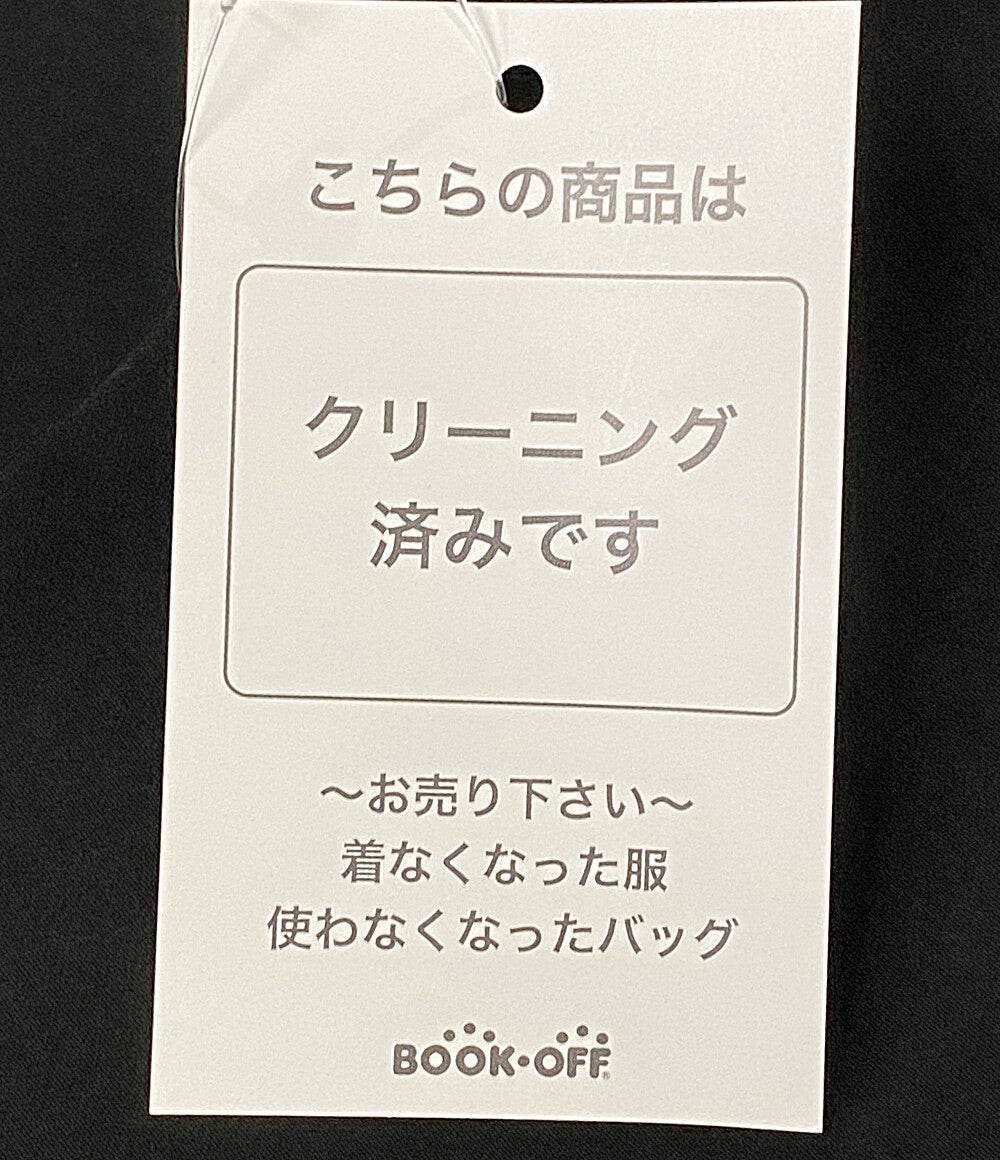 こちらの商品は
クリーニング
済みです
～お売り下さい～
着なくなった服
使わなくなったバッグ
BOOK・OFF®